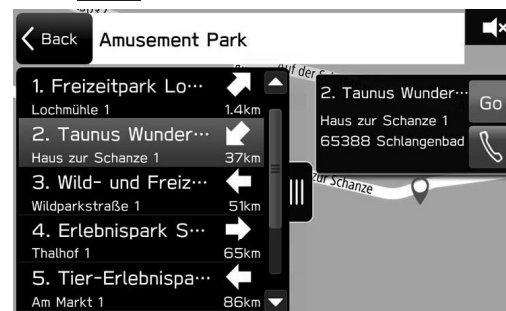 Back
Amusement Park
1. Freizeitpark Lo···
Lochmühle 1
1.4km
2. Taunus Wunder···
Haus zur Schanze 1
37km
3. Wild- und Freiz···
Wildparkstraße 1
51km
4. Erlebnispark S···
Thalhof 1
65km
5. Tier-Erlebnispa···
Am Markt 1
86km
uf der
2. Taunus Wunder···
Haus zur Schanze 1
65388 Schlangenbad
Go
zur Schanze